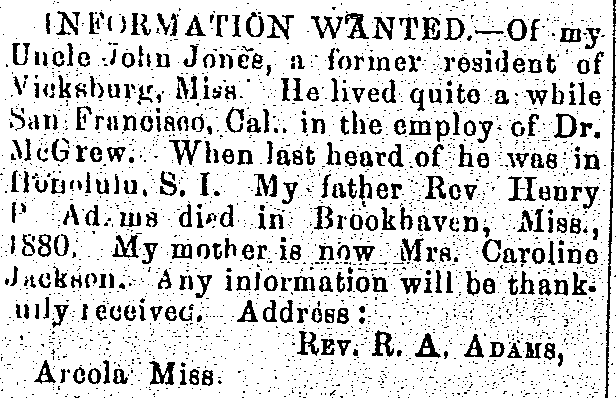 INFORMATION WANTED.—Of my
Uncle John Jones, a former resident of
Vicksburg, Miss. He lived quite a while
San Francisco, Cal., in the employ of Dr.
McGrew. When last heard of he was in
Honolulu, S. I. My father Rev Henry
P Adams died in Brookhaven, Miss.,
1880. My mother is now Mrs. Caroline
Jackson. Any information will be thank-
fully received. Address:
REV. R. A. ADAMS,
Arcola Miss.